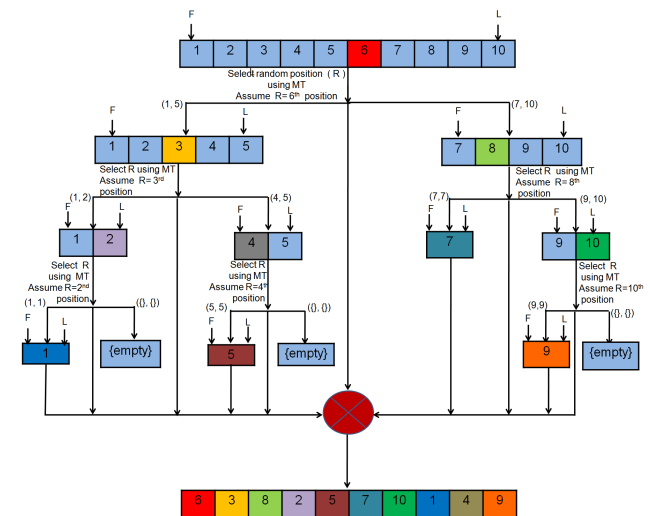 F L
1 2 3 4 5 6 7 8 9 10
Select random position ( R )
using MT
Assume R= 6th position
(1, 5) (7, 10)
F L F L
1 2 3 4 5 7 8 9 10
Select R using MT
Assume R= 3rd
position
Select R using MT
Assume R= 8th
position
(1, 2) (4, 5) (7,7) (9, 10)
F L F L F L F L
1 2 4 5 7 9 10
Select R
using MT
Assume R=2nd
position
Select R
using MT
Assume R=4th
position
Select R
using MT
Assume R=10th
position
(1, 1) ({}, {}) (5, 5) ({}, {}) (9,9) ({}, {})
F L F L F L
1 {empty} 5 {empty} 9 {empty}
6 3 8 2 5 7 10 1 4 9